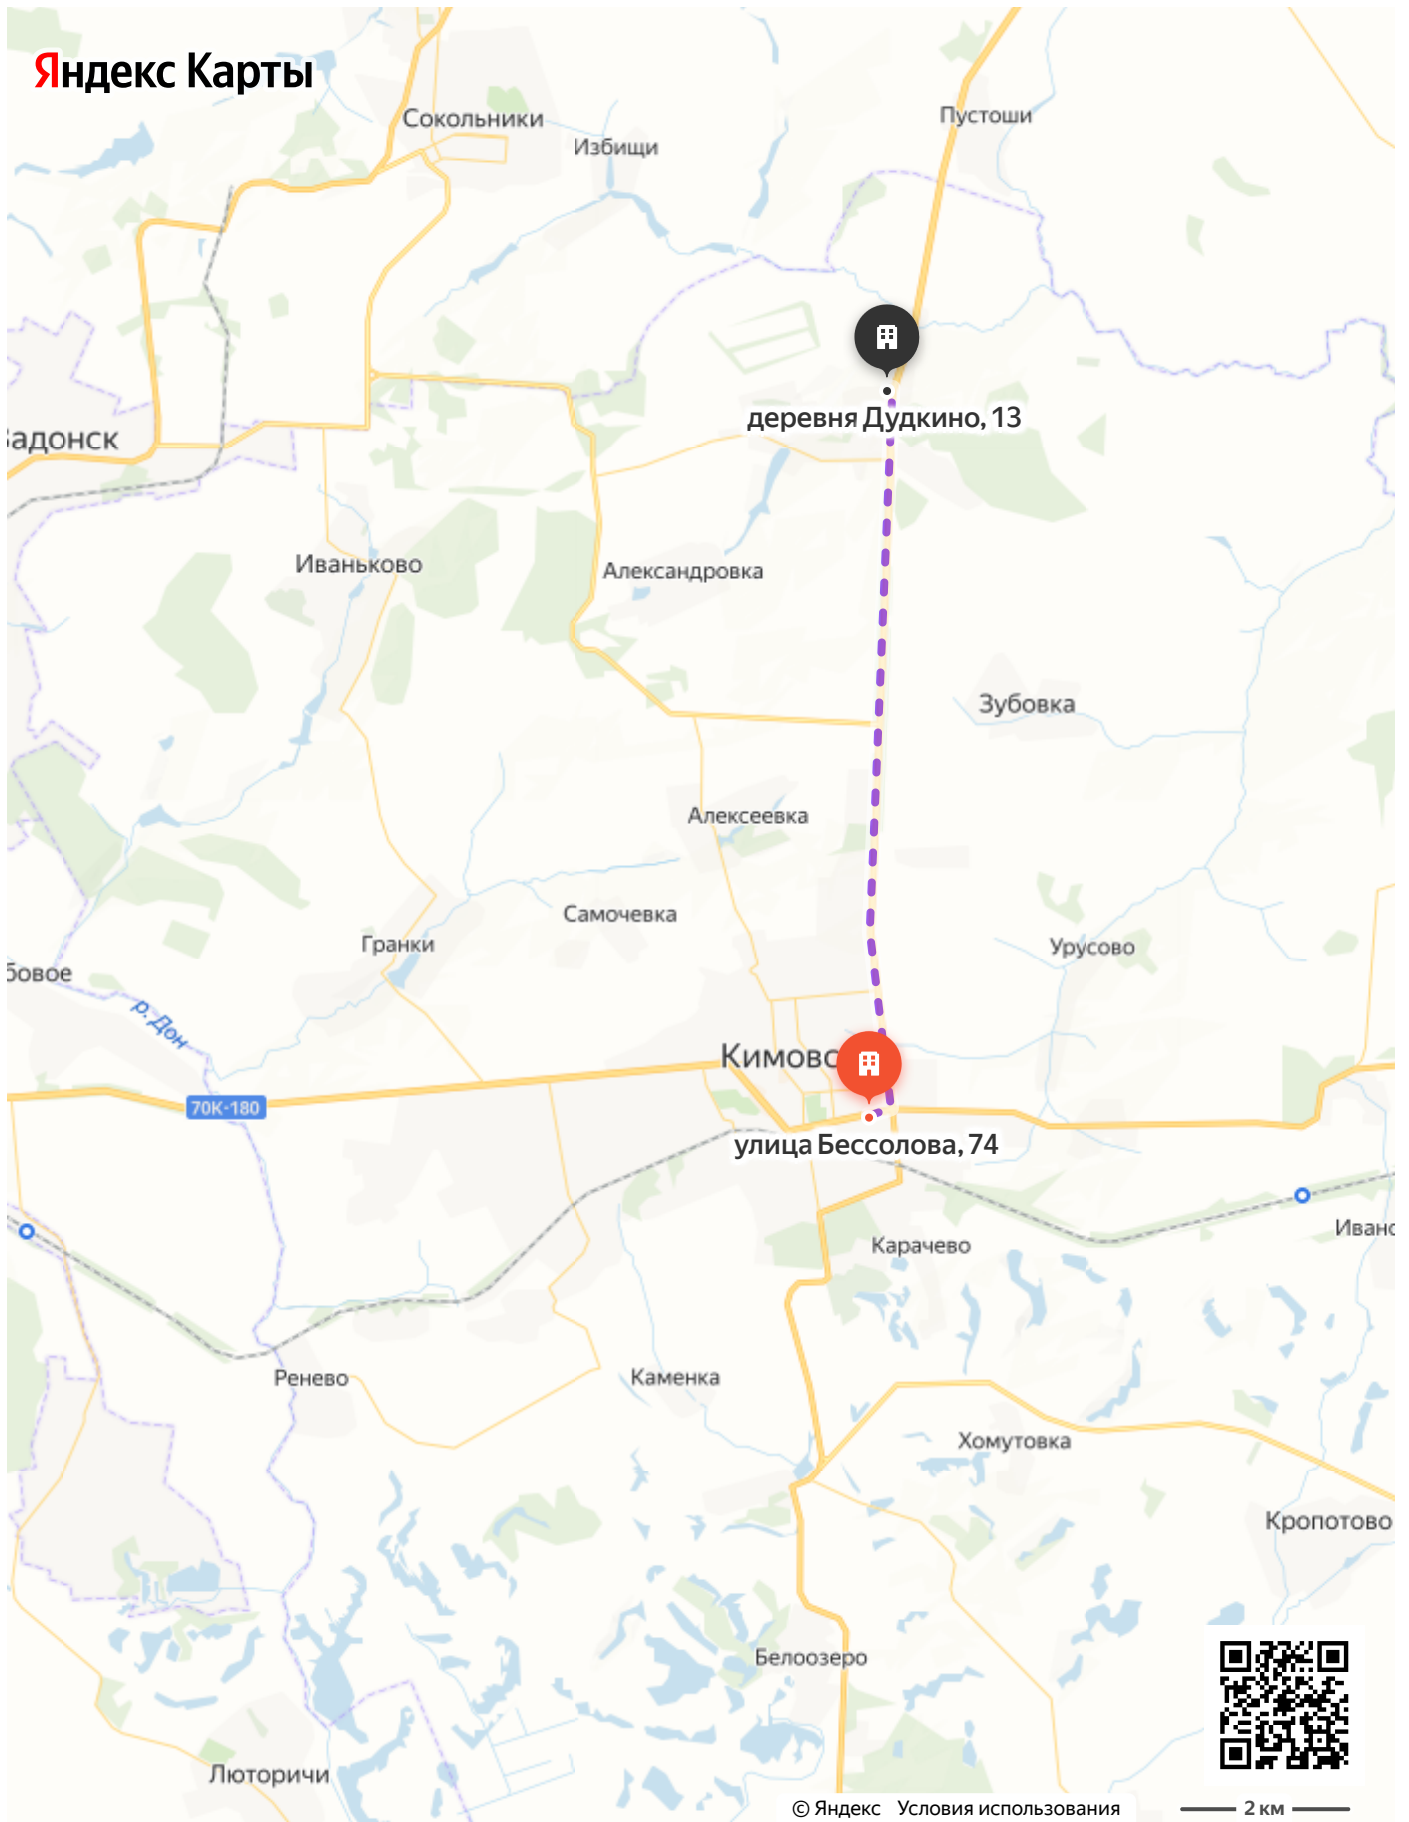 Яндекс Карты
Сокольники
Пустоши
Избищи
деревня Дудкино, 13
адонск
Иваньково
Александровка
Зубовка
Алексеевка
Самочевка
Гранки
Урусово
бовое
р. Дон
Кимовс
70К-180
улица Бессолова, 74
Иванс
Карачево
Ренево
Каменка
Хомутовка
Кропотово
Белоозеро
Люторичи
© Яндекс Условия использования
2 км